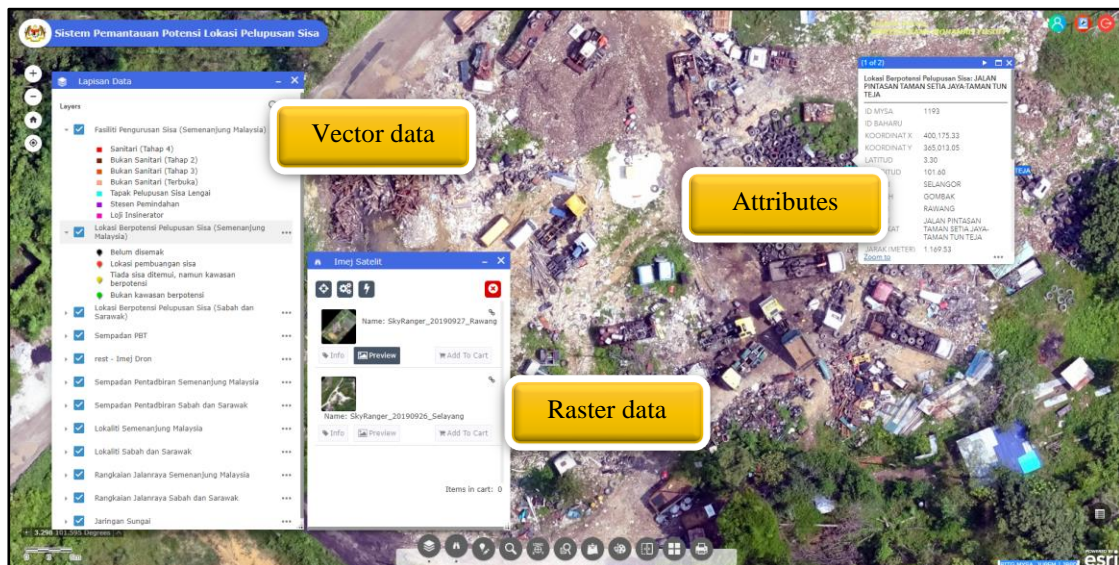 Sistem Pemantauan Potensi Lokasi Pelupusan Sisa
Lapisan Data
Layers
Fasiliti Pengurusan Sisa (Semenanjung Malaysia)
Sanitari (Tahap 4)
Bukan Sanitari (Tahap 2)
Bukan Sanitari (Tahap 3)
Bukan Sanitari (Terbuka)
Tapak Pelupusan Sisa Lengai
Stesen Pemindahan
Loji Insinerator
Lokasi Berpotensi Pelupusan Sisa (Semenanjung
Malaysia)
Belum disemak
Lokasi pembuangan sisa
Tiada sisa ditemui, namun kawasan
berpotensi
Bukan kawasan berpotensi
Lokasi Berpotensi Pelupusan Sisa (Sabah dan
Sarawak)
Sempadan PBT
rest - Imej Dron
Sempadan Pentadbiran Semenanjung Malaysia
Sempadan Pentadbiran Sabah dan Sarawak
Lokaliti Semenanjung Malaysia
Lokaliti Sabah dan Sarawak
Rangkaian Jalanraya Semenanjung Malaysia
Rangkaian Jalanraya Sabah dan Sarawak
Jaringan Sungai
Vector data
Imej Satelit
Name: SkyRanger_20190927_Rawang
Info
Preview
Add To Cart
Name: SkyRanger_20190926_Selayang
Info
Preview
Add To Cart
Items in cart: 0
Raster data
(1 of 2)
Lokasi Berpotensi Pelupusan Sisa: JALAN
PINTASAN TAMAN SETIA JAYA-TAMAN TUN
TEJA
ID MYSA 1193
ID BAHARU
KOORDINAT X 400,175.33
KOORDINAT Y 365,013.05
LATITUD 3.30
101.60
SELANGOR
GOMBAK
RAWANG
JALAN PINTASAN
TAMAN SETIA JAYA-
TAMAN TUN TEJA
JARAK (METER) 1,169.53
Zoom to
Attributes
TEJA
3.298 101.595 Degrees
POWERED BY
esri